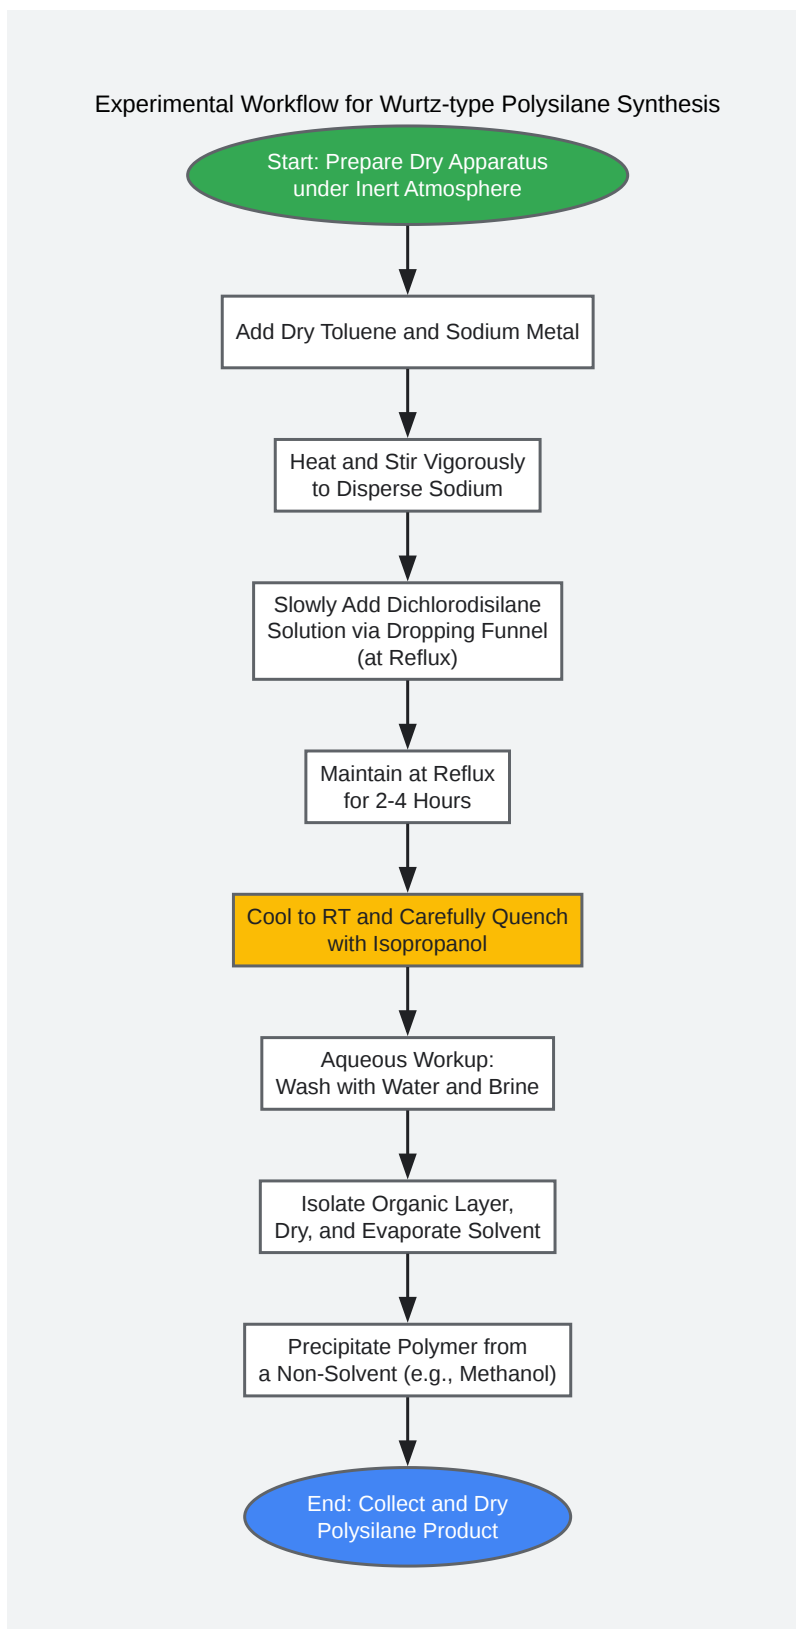 Experimental Workflow for Wurtz-type Polysilane Synthesis
Start: Prepare Dry Apparatus
under Inert Atmosphere
Add Dry Toluene and Sodium Metal
Heat and Stir Vigorously
to Disperse Sodium
Slowly Add Dichlorodisilane
Solution via Dropping Funnel
(at Reflux)
Maintain at Reflux
for 2-4 Hours
Cool to RT and Carefully Quench
with Isopropanol
Aqueous Workup:
Wash with Water and Brine
Isolate Organic Layer,
Dry, and Evaporate Solvent
Precipitate Polymer from
a Non-Solvent (e.g., Methanol)
End: Collect and Dry
Polysilane Product